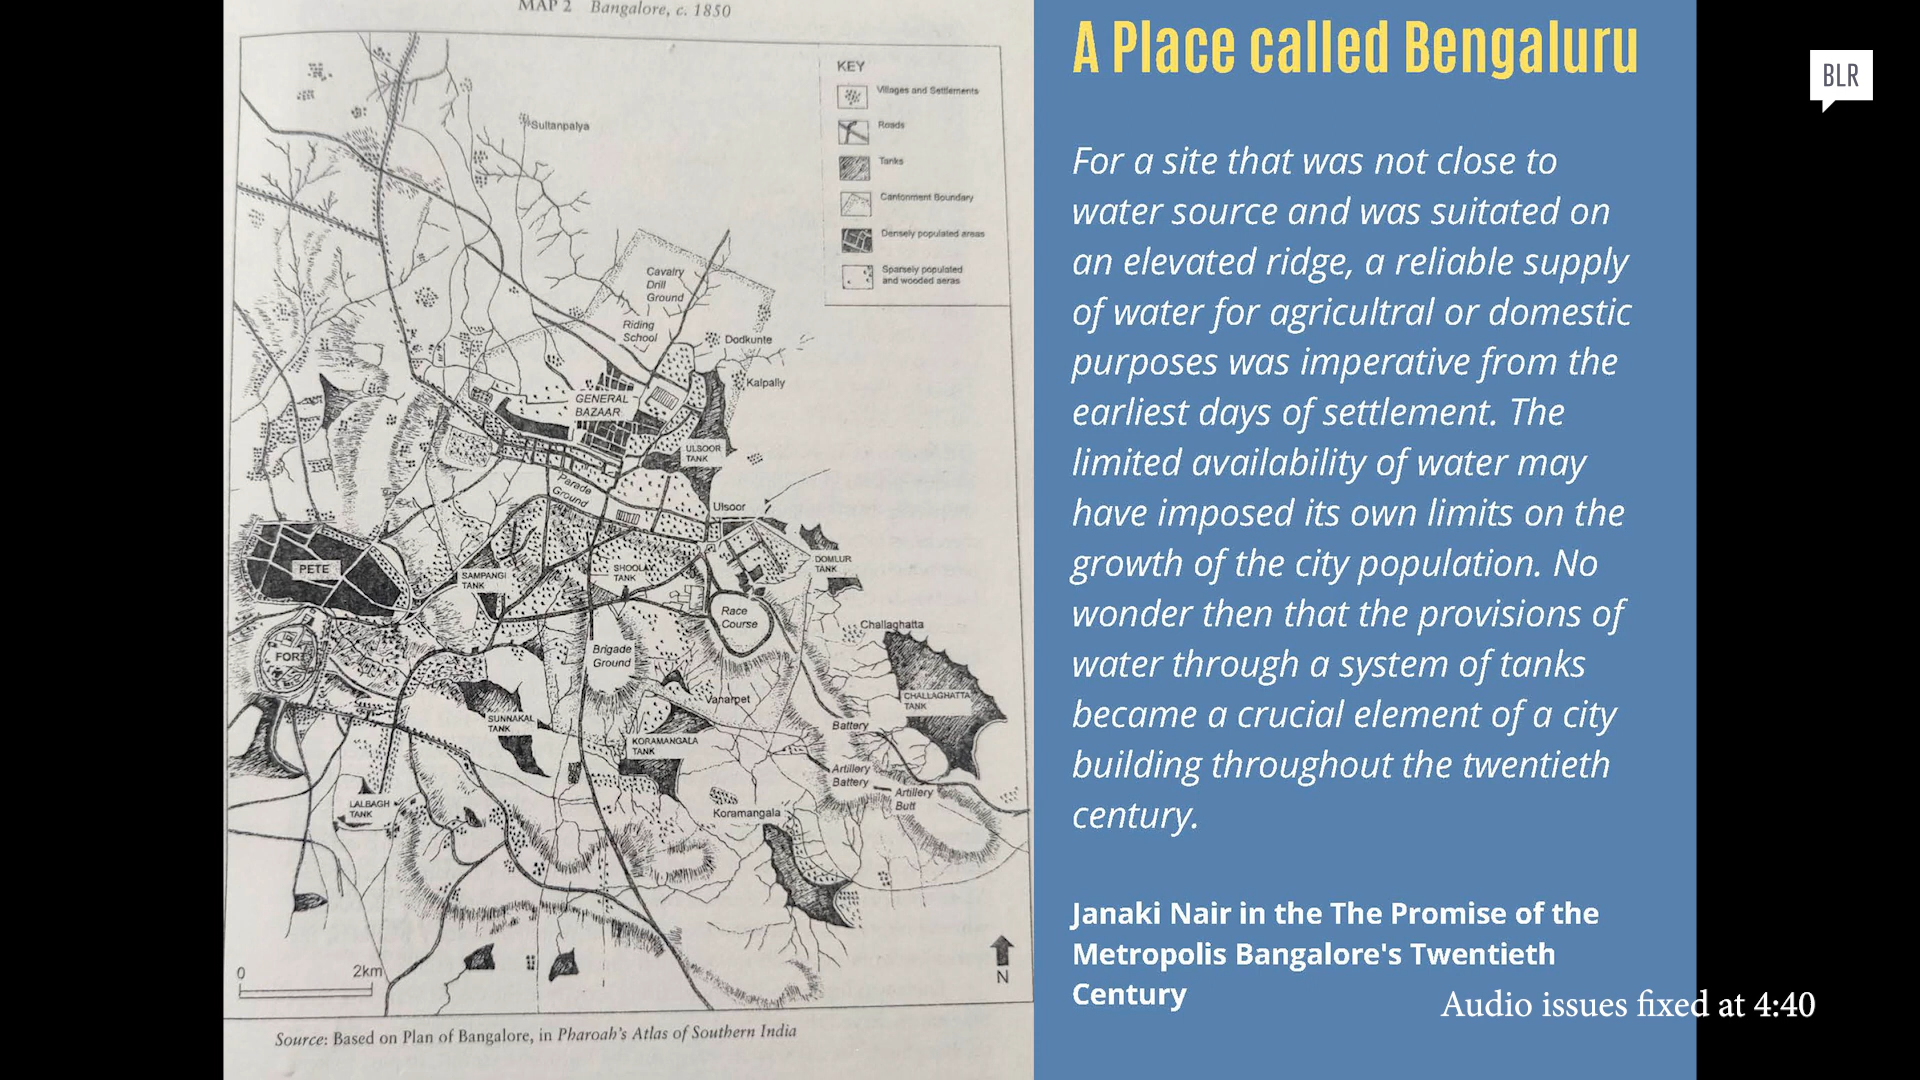 MAP 2 Bangalore, c. 1850
KEY
Villages and Settlements
Roads
Tanks
Cantonment Boundary
Densely populated areas
Sparsely populated
and wooded aeras
Sultanpalya
Cavalry
Drill
Ground
Riding
School
Dodkunte
Kalpally
GENERAL
BAZAAR
ULSOOR
TANK
Parade
Ground
Ulsoor
PETE
SAMPANGI
TANK
SHOOLAY
TANK
DOMLUR
TANK
Race
Course
Challaghatta
FORT
Brigade
Ground
CHALLAGHATTA
TANK
Vanarpet
SUNNAKAL
TANK
KORAMANGALA
TANK
Battery
Artillery
Battery
Artillery
Butt
LALBAGH
TANK
Koramangala
0 2km
N
Source: Based on Plan of Bangalore, in Pharoah's Atlas of Southern India
A Place called Bengaluru
For a site that was not close to
water source and was suitated on
an elevated ridge, a reliable supply
of water for agricultral or domestic
purposes was imperative from the
earliest days of settlement. The
limited availability of water may
have imposed its own limits on the
growth of the city population. No
wonder then that the provisions of
water through a system of tanks
became a crucial element of a city
building throughout the twentieth
century.
Janaki Nair in the The Promise of the
Metropolis Bangalore's Twentieth
Century
BLR
Audio issues fixed at 4:40